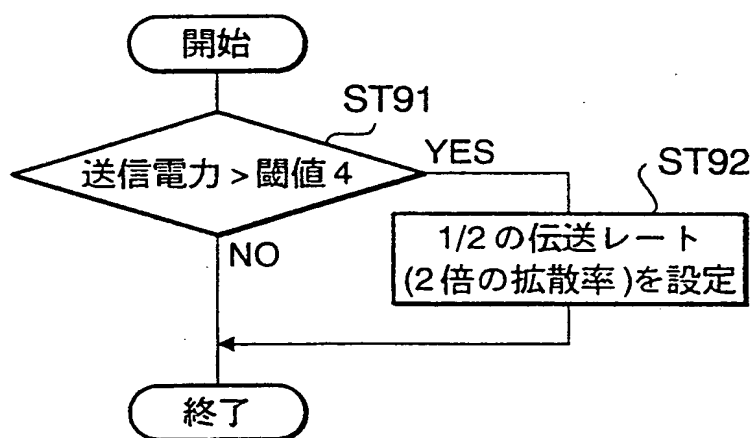 開始
ST91
送信電力 > 閾値 4
YES
ST92
1/2 の伝送レート
(2倍の拡散率)を設定
NO
終了